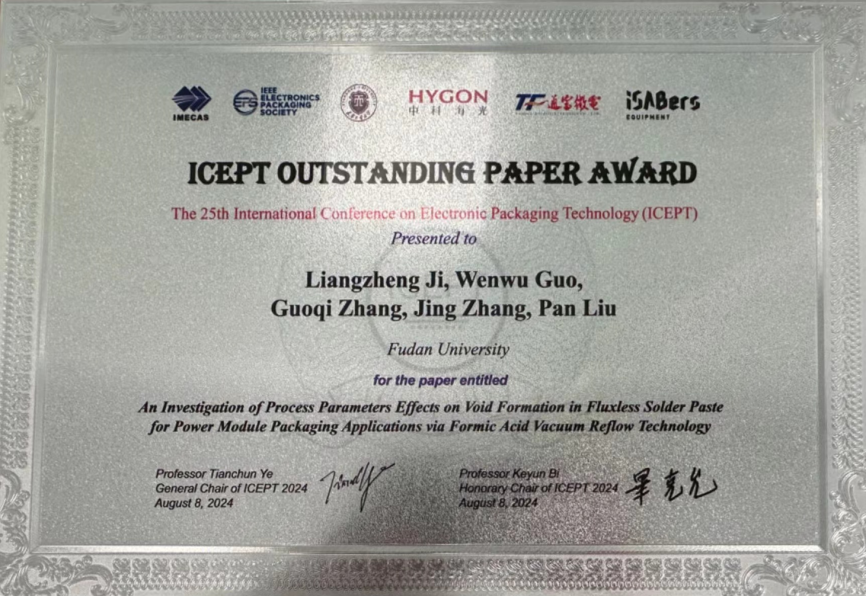 IMECAS
EPS
IEEE
ELECTRONICS
PACKAGING
SOCIETY
HYGON
中科海光
TF 通富微电
iSABers
EQUIPMENT
ICEPT OUTSTANDING PAPER AWARD
The 25th International Conference on Electronic Packaging Technology (ICEPT)
Presented to
Liangzheng Ji, Wenwu Guo,
Guoqi Zhang, Jing Zhang, Pan Liu
Fudan University
for the paper entitled
An Investigation of Process Parameters Effects on Void Formation in Fluxless Solder Paste
for Power Module Packaging Applications via Formic Acid Vacuum Reflow Technology
Professor Tianchun Ye
General Chair of ICEPT 2024
August 8, 2024
Professor Keyun Bi
Honorary Chair of ICEPT 2024
August 8, 2024
畢克允